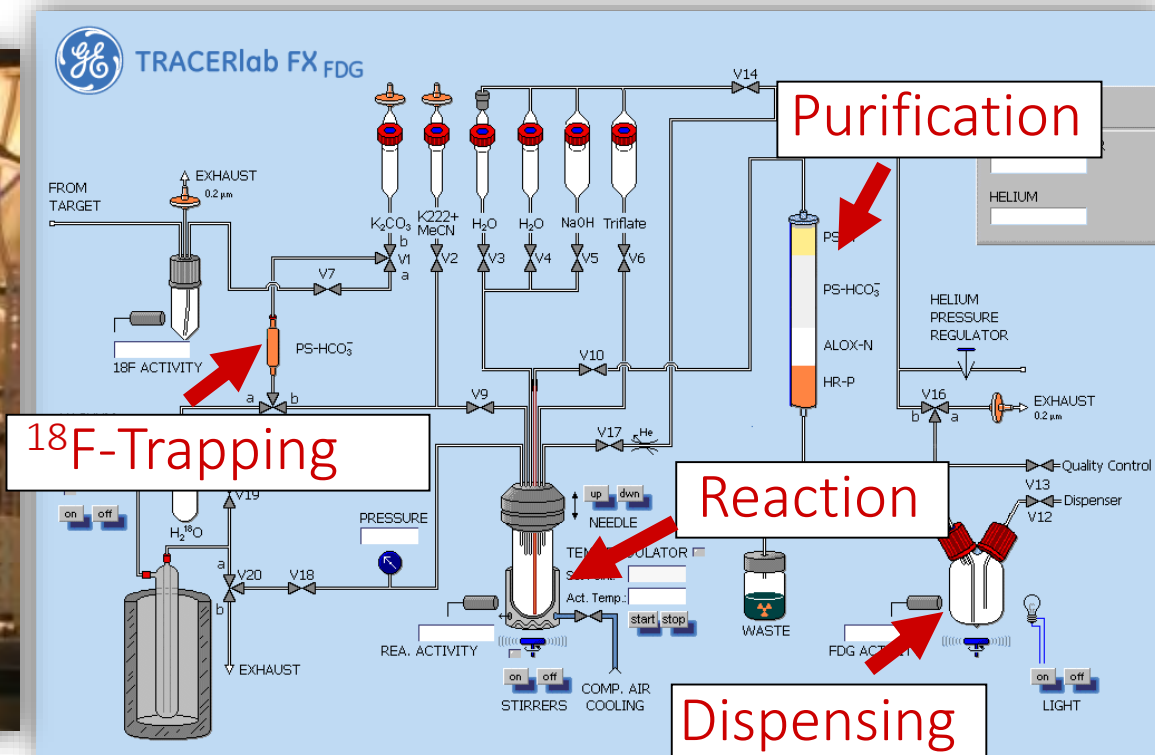 TRACERlab FX FDG
V14
Purification
HELIUM
FROM
TARGET
EXHAUST
0.2 µm
K₂CO₃
K222+
MeCN
H₂O
H₂O
NaOH
Triflate
b
V1
a
V2
V3
V4
V5
V6
V7
PS-HCO₃⁻
18F ACTIVITY
PS-HCO₃⁻
ALOX-N
HR-P
HELIUM
PRESSURE
REGULATOR
V10
a
b
V9
V16
b
a
EXHAUST
0.2 µm
¹⁸F-Trapping
V17
He
Reaction
Quality Control
V13
Dispenser
V12
on
off
H₂¹⁸O
V19
PRESSURE
up
dwn
NEEDLE
a
V20
b
V18
Act. Temp.:
start
stop
WASTE
REA. ACTIVITY
EXHAUST
on
off
STIRRERS
COMP. AIR
COOLING
Dispensing
on
off
LIGHT